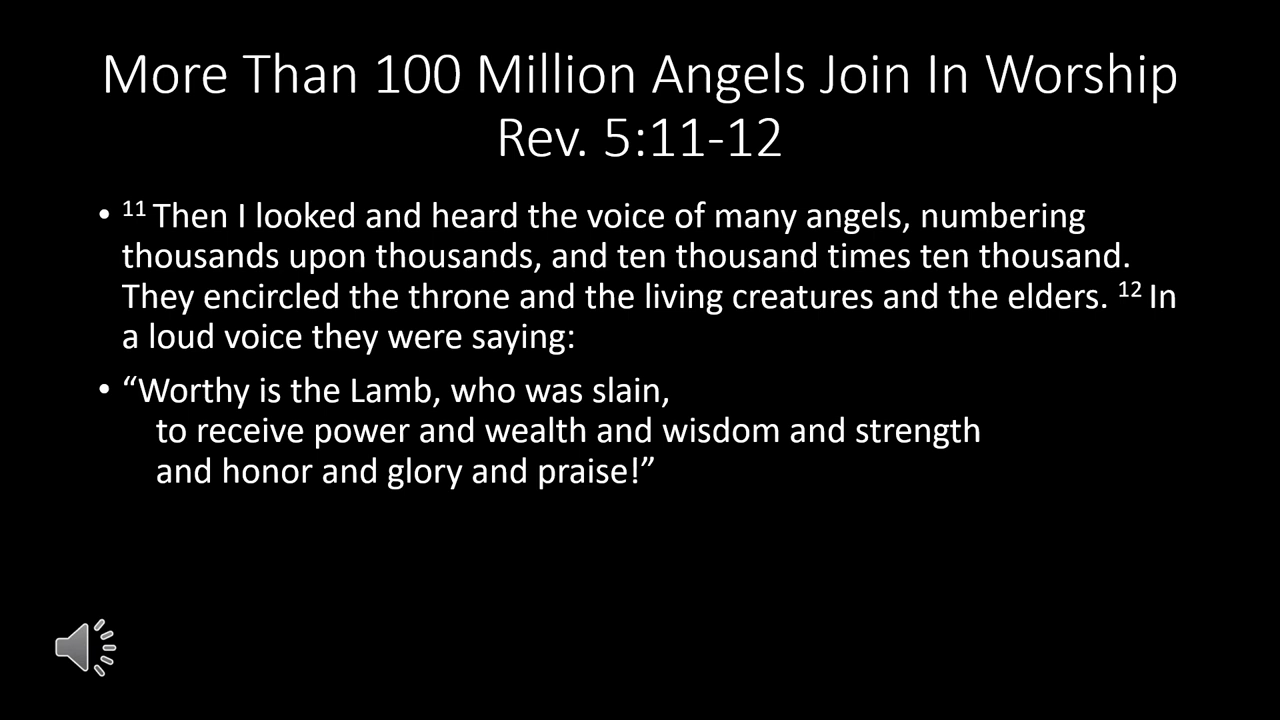 More Than 100 Million Angels Join In Worship
Rev. 5:11-12
• 11 Then I looked and heard the voice of many angels, numbering
thousands upon thousands, and ten thousand times ten thousand.
They encircled the throne and the living creatures and the elders. 12 In
a loud voice they were saying:
• “Worthy is the Lamb, who was slain,
to receive power and wealth and wisdom and strength
and honor and glory and praise!”